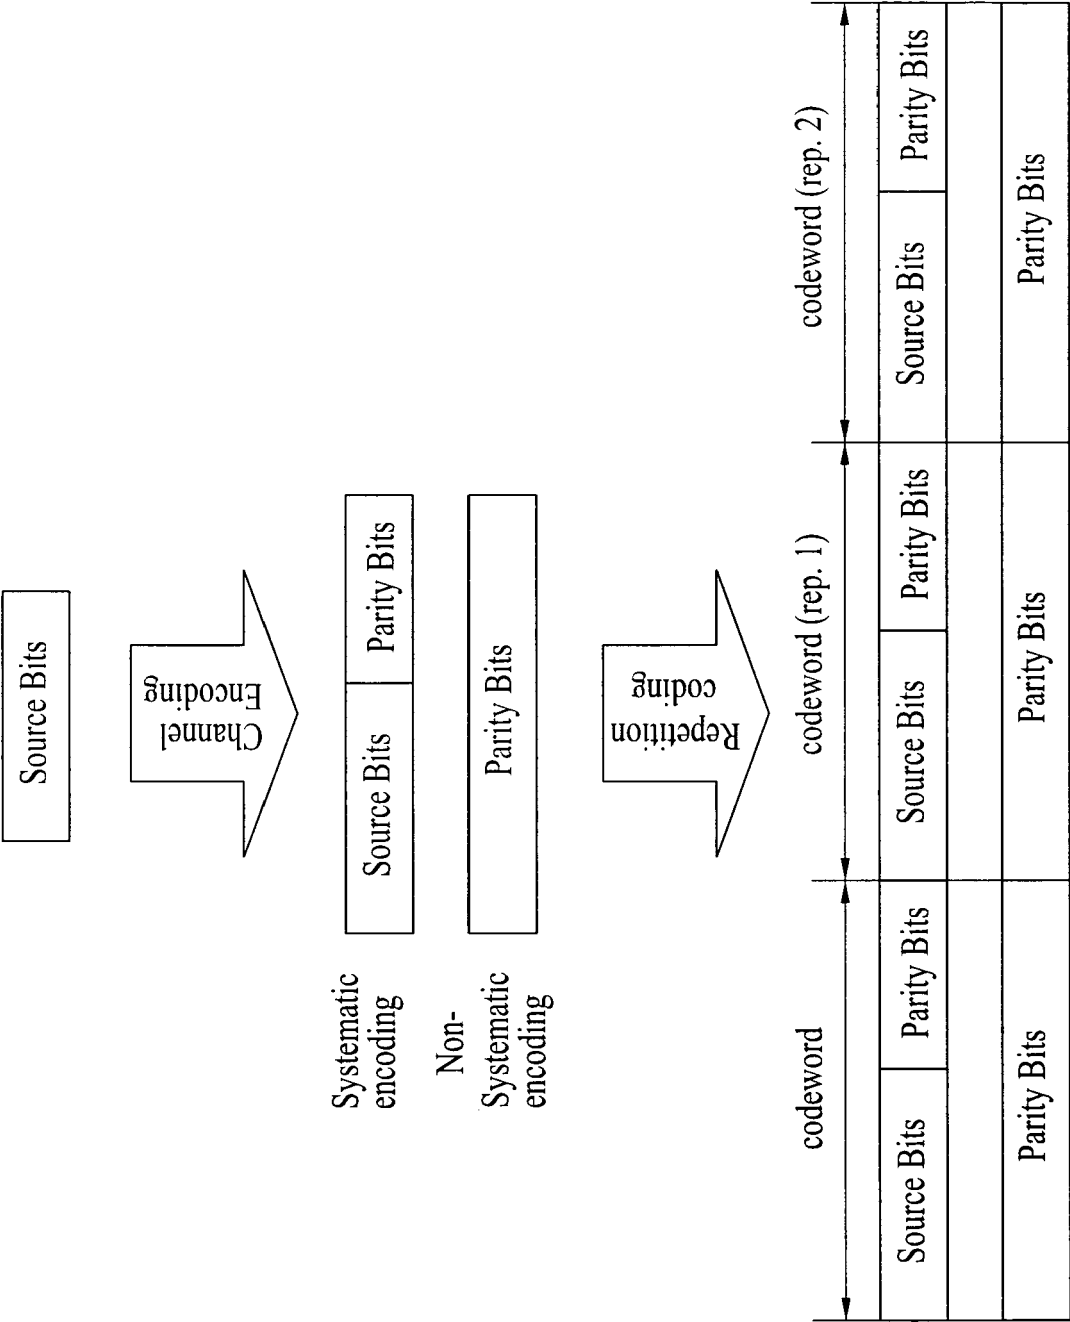 Source Bits
Channel
Encoding
Systematic
encoding
Source Bits
Parity Bits
Non-
Systematic
encoding
Parity Bits
Repetition
coding
codeword
codeword (rep. 1)
codeword (rep. 2)
Source Bits
Parity Bits
Source Bits
Parity Bits
Source Bits
Parity Bits
Parity Bits
Parity Bits
Parity Bits